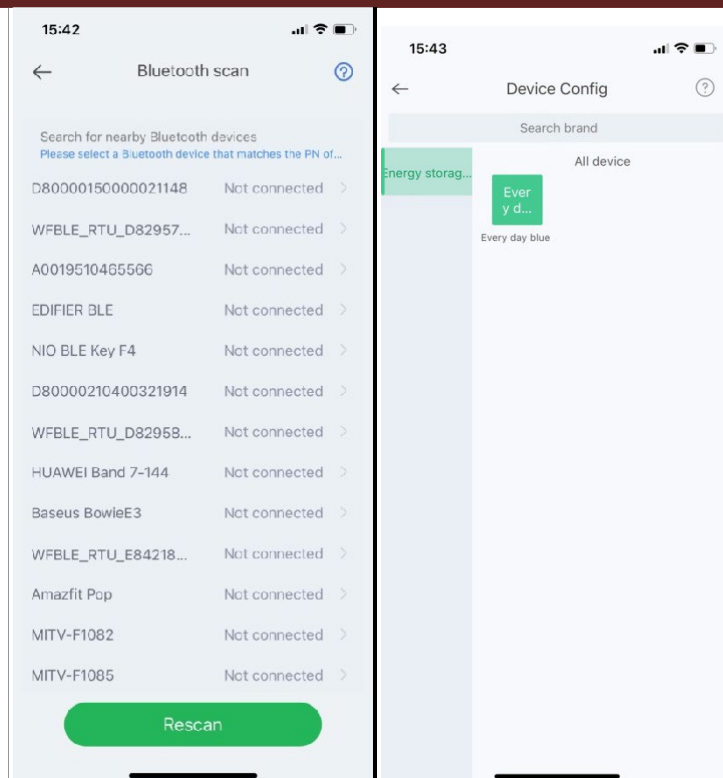 15:42
Bluetooth scan
?
Search for nearby Bluetooth devices
Please select a Bluetooth device that matches the PN of...
D80000150000021148 Not connected
WFBLE_RTU_D82957... Not connected
A0019510465566 Not connected
EDIFIER BLE Not connected
NIO BLE Key F4 Not connected
D80000210400321914 Not connected
WFBLE_RTU_D82958... Not connected
HUAWEI Band 7-144 Not connected
Baseus BowieE3 Not connected
WFBLE_RTU_E84218... Not connected
Amazfit Pop Not connected
MITV-F1082 Not connected
MITV-F1085 Not connected
Rescan
15:43
Device Config
?
Search brand
Energy storag...
All device
Ever
y d...
Every day blue